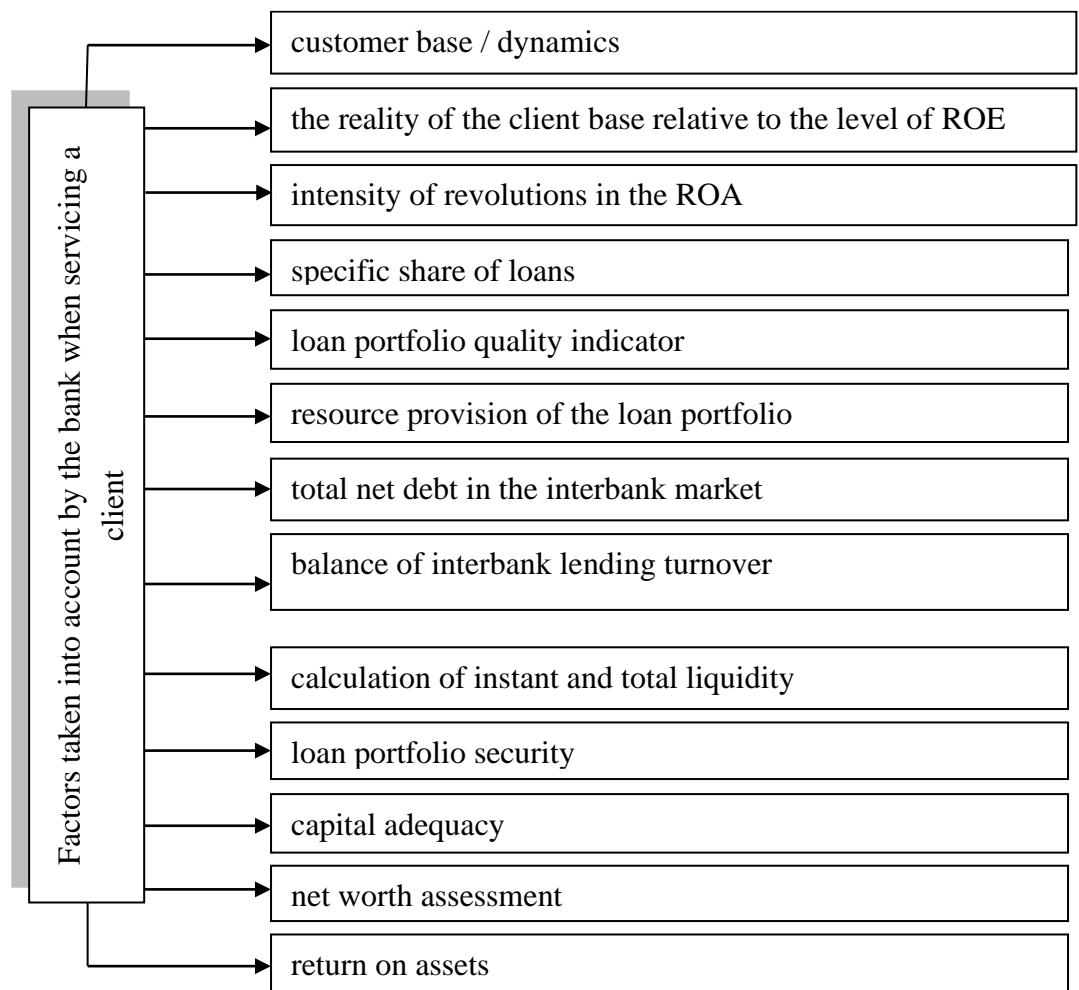 Factors taken into account by the bank when servicing a
client
customer base / dynamics
the reality of the client base relative to the level of ROE
intensity of revolutions in the ROA
specific share of loans
loan portfolio quality indicator
resource provision of the loan portfolio
total net debt in the interbank market
balance of interbank lending turnover
calculation of instant and total liquidity
loan portfolio security
capital adequacy
net worth assessment
return on assets